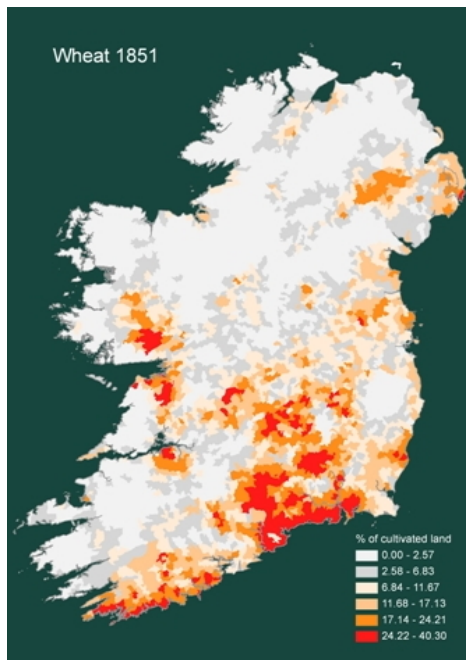 Wheat 1851
% of cultivated land
0.00 - 2.57
2.58 - 6.83
6.84 - 11.67
11.68 - 17.13
17.14 - 24.21
24.22 - 40.30